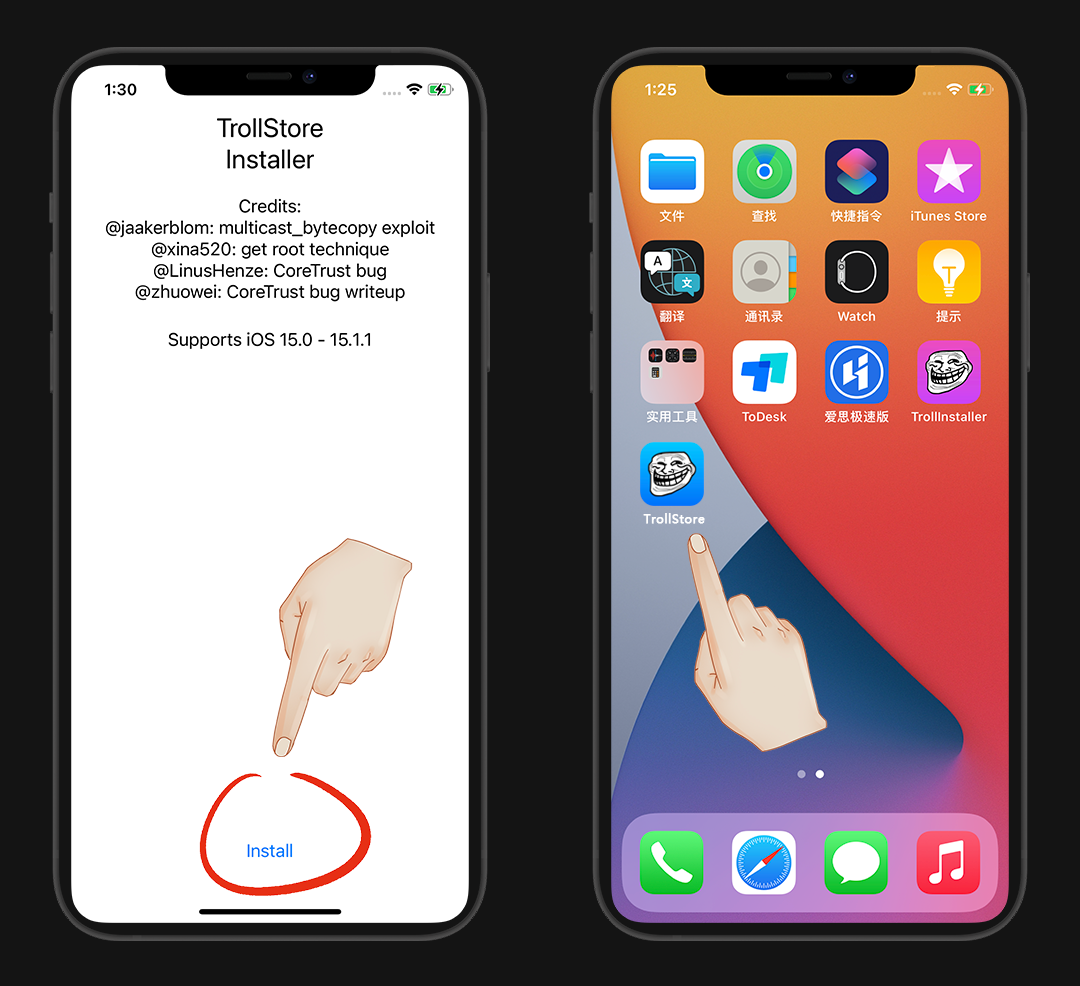 1:30
TrollStore
Installer
Credits:
@jaakerblom: multicast_bytecopy exploit
@xina520: get root technique
@LinusHenze: CoreTrust bug
@zhuowei: CoreTrust bug writeup
Supports iOS 15.0 - 15.1.1
Install
1:25
文件
查找
快捷指令
iTunes Store
A
文
翻译
通讯录
Watch
提示
实用工具
ToDesk
爱思极速版
TrollInstaller
TrollStore